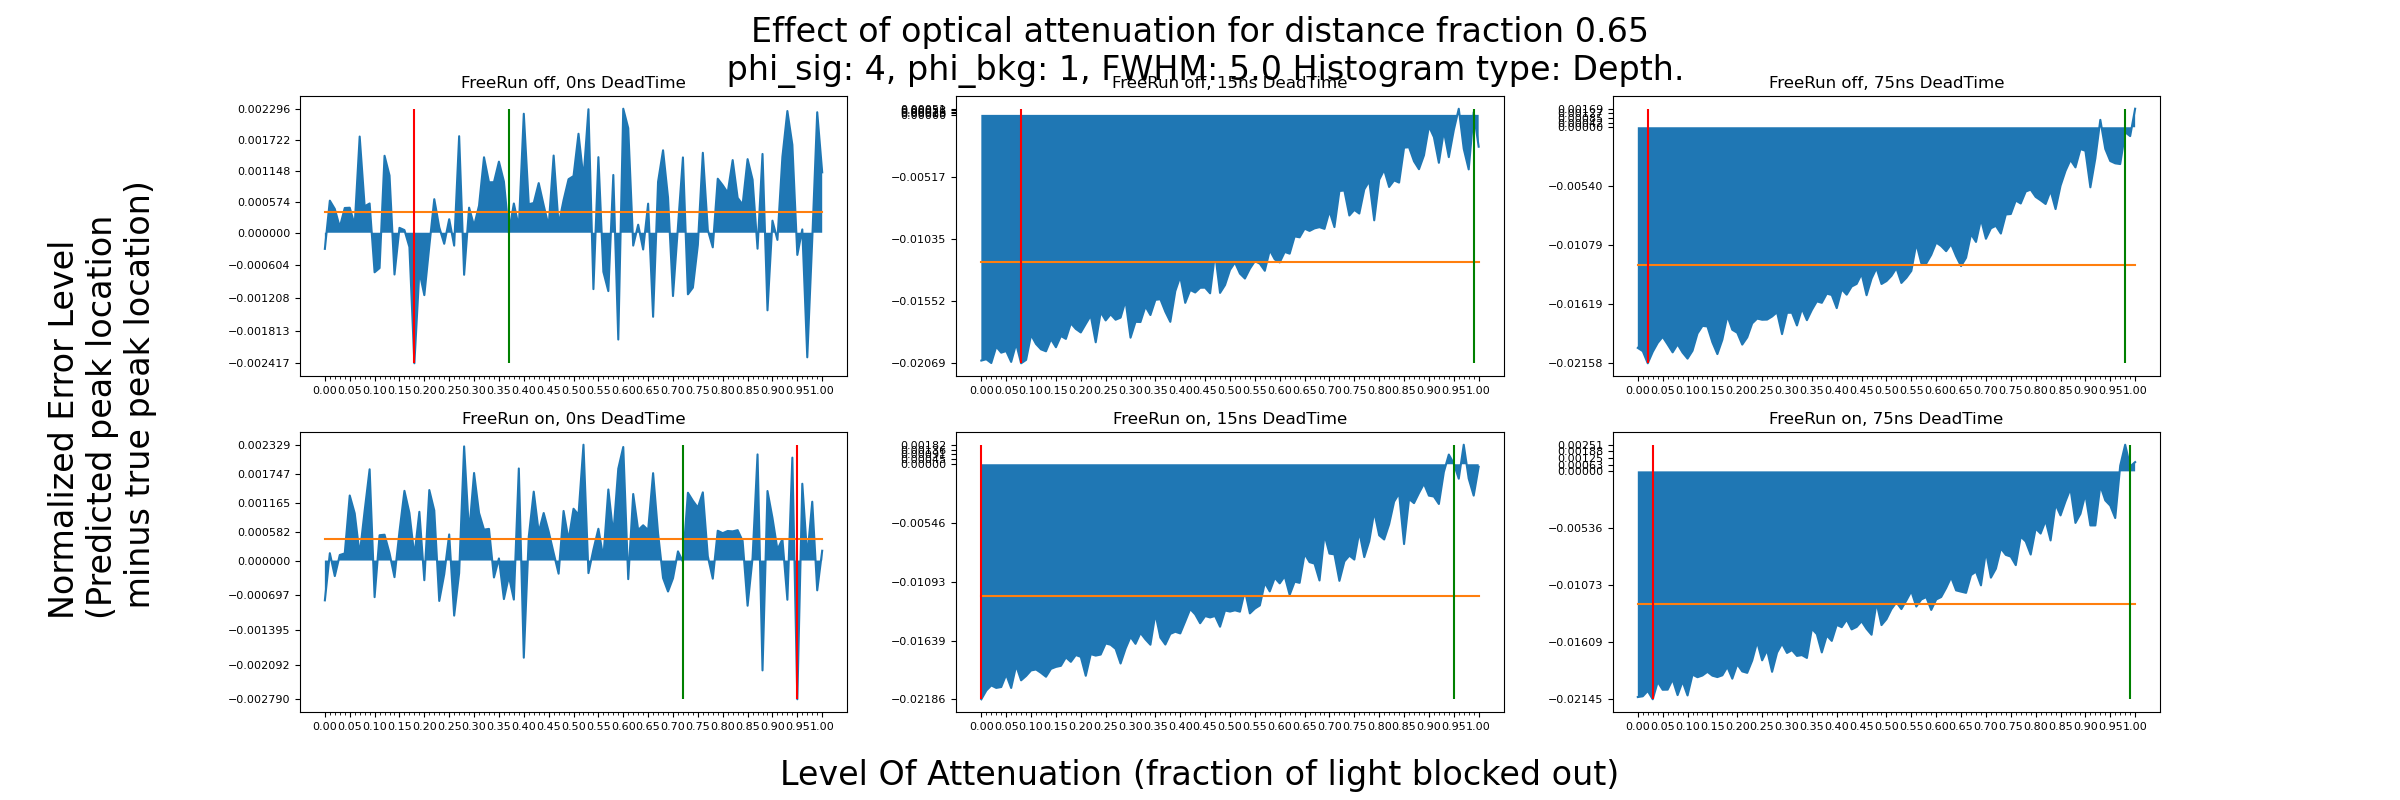 Effect of optical attenuation for distance fraction 0.65
phi_sig: 4, phi_bkg: 1, FWHM: 5.0 Histogram type: Depth.
Normalized Error Level
(Predicted peak location
minus true peak location)
FreeRun off, 0ns DeadTime
0.002296
0.001722
0.001148
0.000574
0.000000
−0.000604
−0.001208
−0.001813
−0.002417
0.00 0.05 0.10 0.15 0.20 0.25 0.30 0.35 0.40 0.45 0.50 0.55 0.60 0.65 0.70 0.75 0.80 0.85 0.90 0.95 1.00
FreeRun off, 15ns DeadTime
0.00000
−0.00517
−0.01035
−0.01552
−0.02069
0.00 0.05 0.10 0.15 0.20 0.25 0.30 0.35 0.40 0.45 0.50 0.55 0.60 0.65 0.70 0.75 0.80 0.85 0.90 0.95 1.00
FreeRun off, 75ns DeadTime
0.00169
0.00000
−0.00540
−0.01079
−0.01619
−0.02158
0.00 0.05 0.10 0.15 0.20 0.25 0.30 0.35 0.40 0.45 0.50 0.55 0.60 0.65 0.70 0.75 0.80 0.85 0.90 0.95 1.00
FreeRun on, 0ns DeadTime
0.002329
0.001747
0.001165
0.000582
0.000000
−0.000697
−0.001395
−0.002092
−0.002790
0.00 0.05 0.10 0.15 0.20 0.25 0.30 0.35 0.40 0.45 0.50 0.55 0.60 0.65 0.70 0.75 0.80 0.85 0.90 0.95 1.00
FreeRun on, 15ns DeadTime
0.00182
0.00000
−0.00546
−0.01093
−0.01639
−0.02186
0.00 0.05 0.10 0.15 0.20 0.25 0.30 0.35 0.40 0.45 0.50 0.55 0.60 0.65 0.70 0.75 0.80 0.85 0.90 0.95 1.00
FreeRun on, 75ns DeadTime
0.00251
0.00188
0.00125
0.00063
0.00000
−0.00536
−0.01073
−0.01609
−0.02145
0.00 0.05 0.10 0.15 0.20 0.25 0.30 0.35 0.40 0.45 0.50 0.55 0.60 0.65 0.70 0.75 0.80 0.85 0.90 0.95 1.00
Level Of Attenuation (fraction of light blocked out)